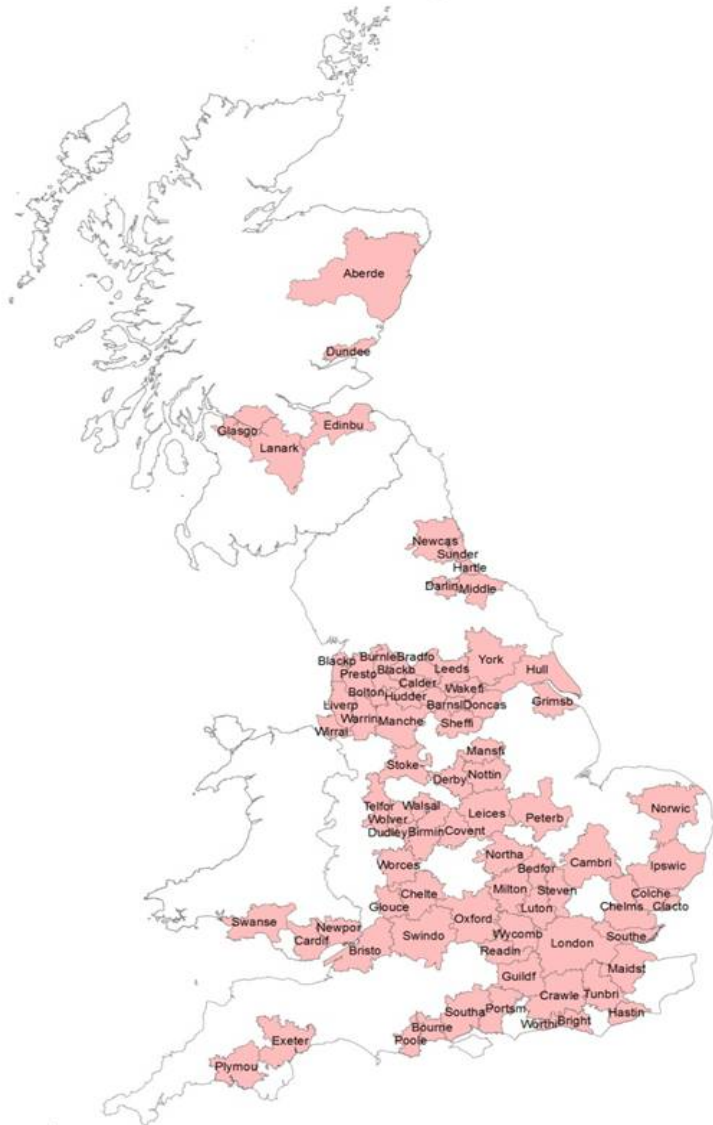 Aberde
Dundee
Glasgo
Edinbu
Lanark
Newcas
Sunder
Hartle
Darlin
Middle
Blackp
Burnle
Bradfo
York
Presto
Blackb
Leeds
Hull
Calder
Bolton
Hudder
Wakefi
Liverp
Barnsl
Doncas
Grimsb
Warrin
Manche
Sheffi
Wirral
Mansfi
Stoke-
Derby
Nottin
Telfor
Walsal
Leices
Norwic
Wolver
Peterb
Dudley
Birmin
Covent
Northa
Worces
Bedfor
Cambri
Ipswic
Chelte
Milton
Steven
Colche
Glouce
Luton
Chelms
Clacto
Swanse
Newpor
Oxford
Cardif
Swindo
Wycomb
London
Southe
Bristo
Readin
Guildf
Maidst
Crawle
Tunbri
Southa
Portsm
Hastin
Exeter
Bourne
Worthi
Bright
Poole
Plymou